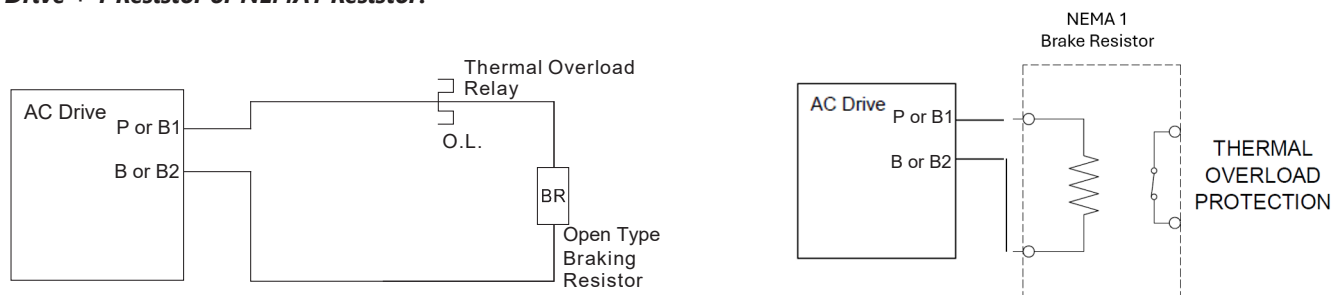 Drive + 1 Resistor or NEMA1 Resistor:
AC Drive
P or B1
B or B2
Thermal Overload
Relay
O.L.
BR
Open Type
Braking
Resistor
NEMA 1
Brake Resistor
AC Drive
P or B1
B or B2
THERMAL
OVERLOAD
PROTECTION